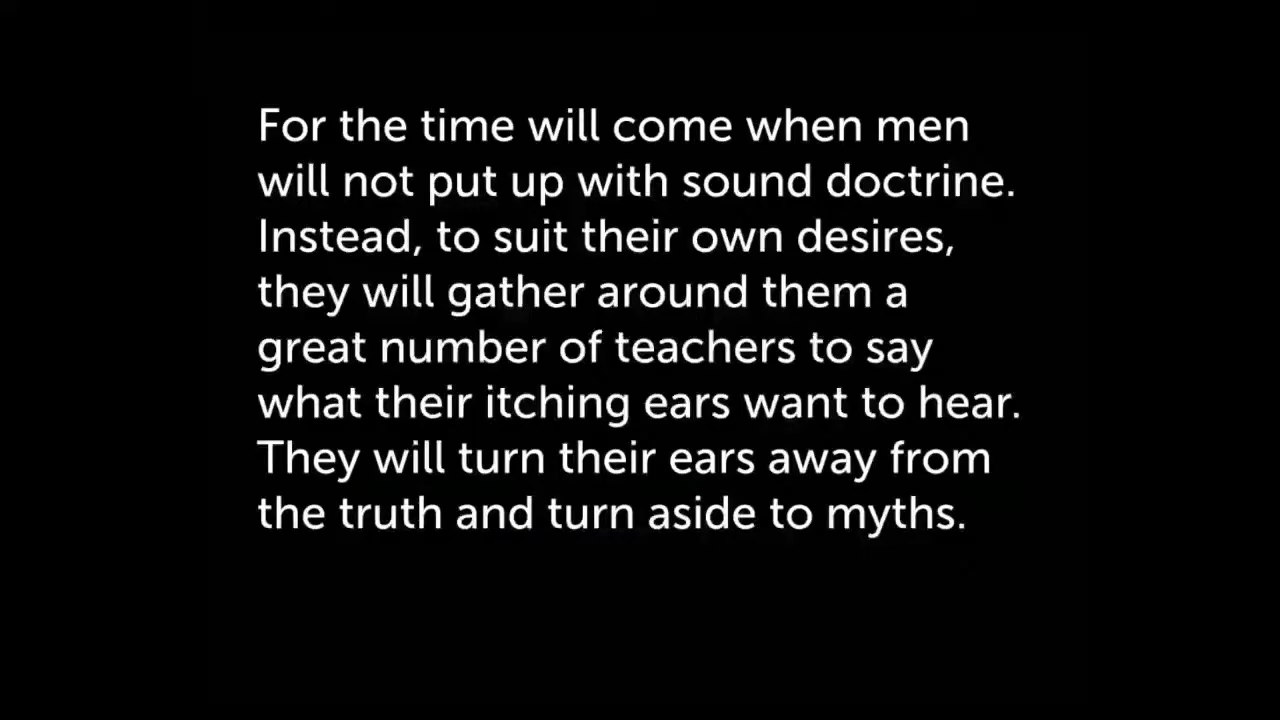 For the time will come when men
will not put up with sound doctrine.
Instead, to suit their own desires,
they will gather around them a
great number of teachers to say
what their itching ears want to hear.
They will turn their ears away from
the truth and turn aside to myths.